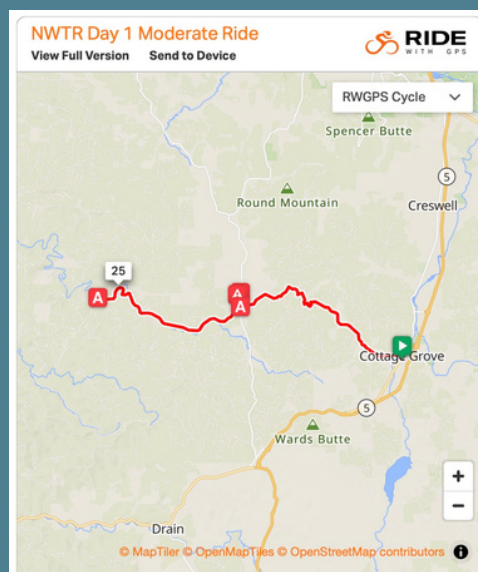 NWTR Day 1 Moderate Ride
View Full Version Send to Device
RIDE
WITH GPS
RWGPS Cycle
Spencer Butte
5
Creswell
Round Mountain
25
A
A
Cottage Grove
5
Wards Butte
+
−
Drain
© MapTiler © OpenMapTiles © OpenStreetMap contributors